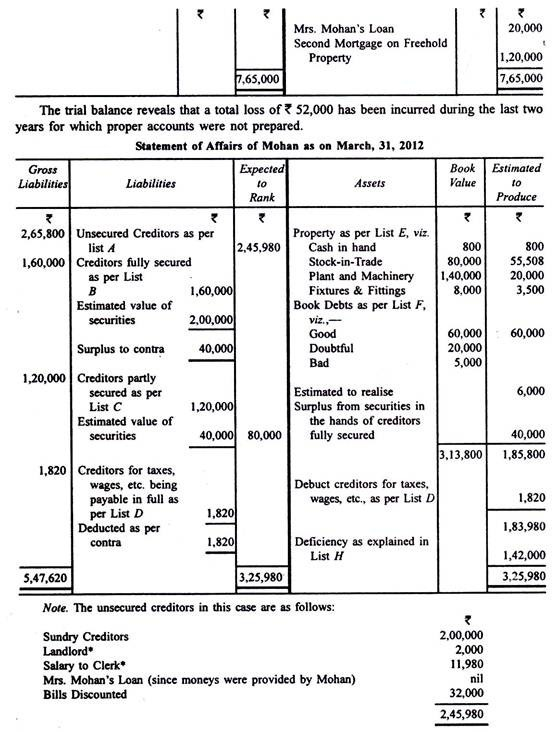 ₹ ₹ ₹ ₹
Mrs. Mohan's Loan 20,000
Second Mortgage on Freehold
Property 1,20,000
7,65,000 7,65,000
The trial balance reveals that a total loss of ₹ 52,000 has been incurred during the last two
years for which proper accounts were not prepared.
Statement of Affairs of Mohan as on March, 31, 2012
Gross Expected Book Estimated
Liabilities Liabilities to Assets Value to
Rank Produce
₹ ₹ ₹ ₹ ₹
2,65,800 Unsecured Creditors as per Property as per List E, viz.
list A 2,45,980 Cash in hand 800 800
1,60,000 Creditors fully secured Stock-in-Trade 80,000 55,508
as per List Plant and Machinery 1,40,000 20,000
B 1,60,000 Fixtures & Fittings 8,000 3,500
Estimated value of Book Debts as per List F,
securities 2,00,000 viz.,—
Good 60,000 60,000
Surplus to contra 40,000 Doubtful 20,000
Bad 5,000
1,20,000 Creditors partly
secured as per Estimated to realise 6,000
List C 1,20,000 Surplus from securities in
Estimated value of the hands of creditors
securities 40,000 80,000 fully secured 40,000
3,13,800 1,85,800
1,820 Creditors for taxes,
wages, etc. being Debuct creditors for taxes,
payable in full as wages, etc., as per List D 1,820
per List D 1,820
Deducted as per 1,83,980
contra 1,820 Deficiency as explained in
List H 1,42,000
5,47,620 3,25,980 3,25,980
Note. The unsecured creditors in this case are as follows:
₹
Sundry Creditors 2,00,000
Landlord* 2,000
Salary to Clerk* 11,980
Mrs. Mohan's Loan (since moneys were provided by Mohan) nil
Bills Discounted 32,000
2,45,980